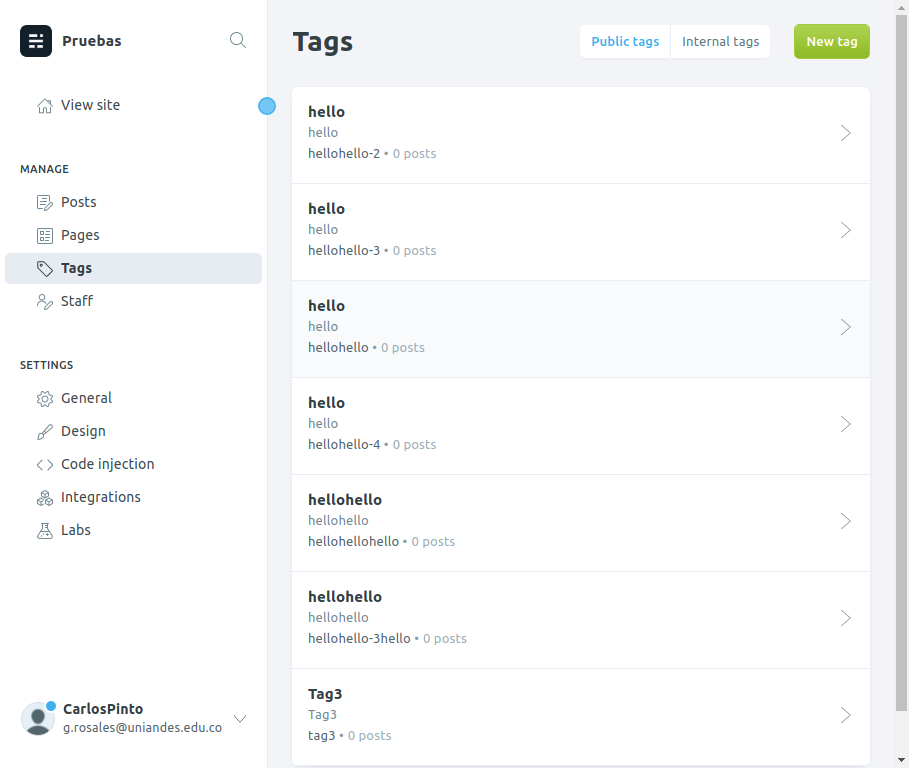 Pruebas
View site
MANAGE
Posts
Pages
Tags
Staff
SETTINGS
General
Design
Code injection
Integrations
Labs
CarlosPinto
g.rosales@uniandes.edu.co
Tags
Public tags
Internal tags
New tag
hello
hello
hellohello-2 • 0 posts
hello
hello
hellohello-3 • 0 posts
hello
hello
hellohello • 0 posts
hello
hello
hellohello-4 • 0 posts
hellohello
hellohello
hellohellohello • 0 posts
hellohello
hellohello
hellohello-3hello • 0 posts
Tag3
Tag3
tag3 • 0 posts